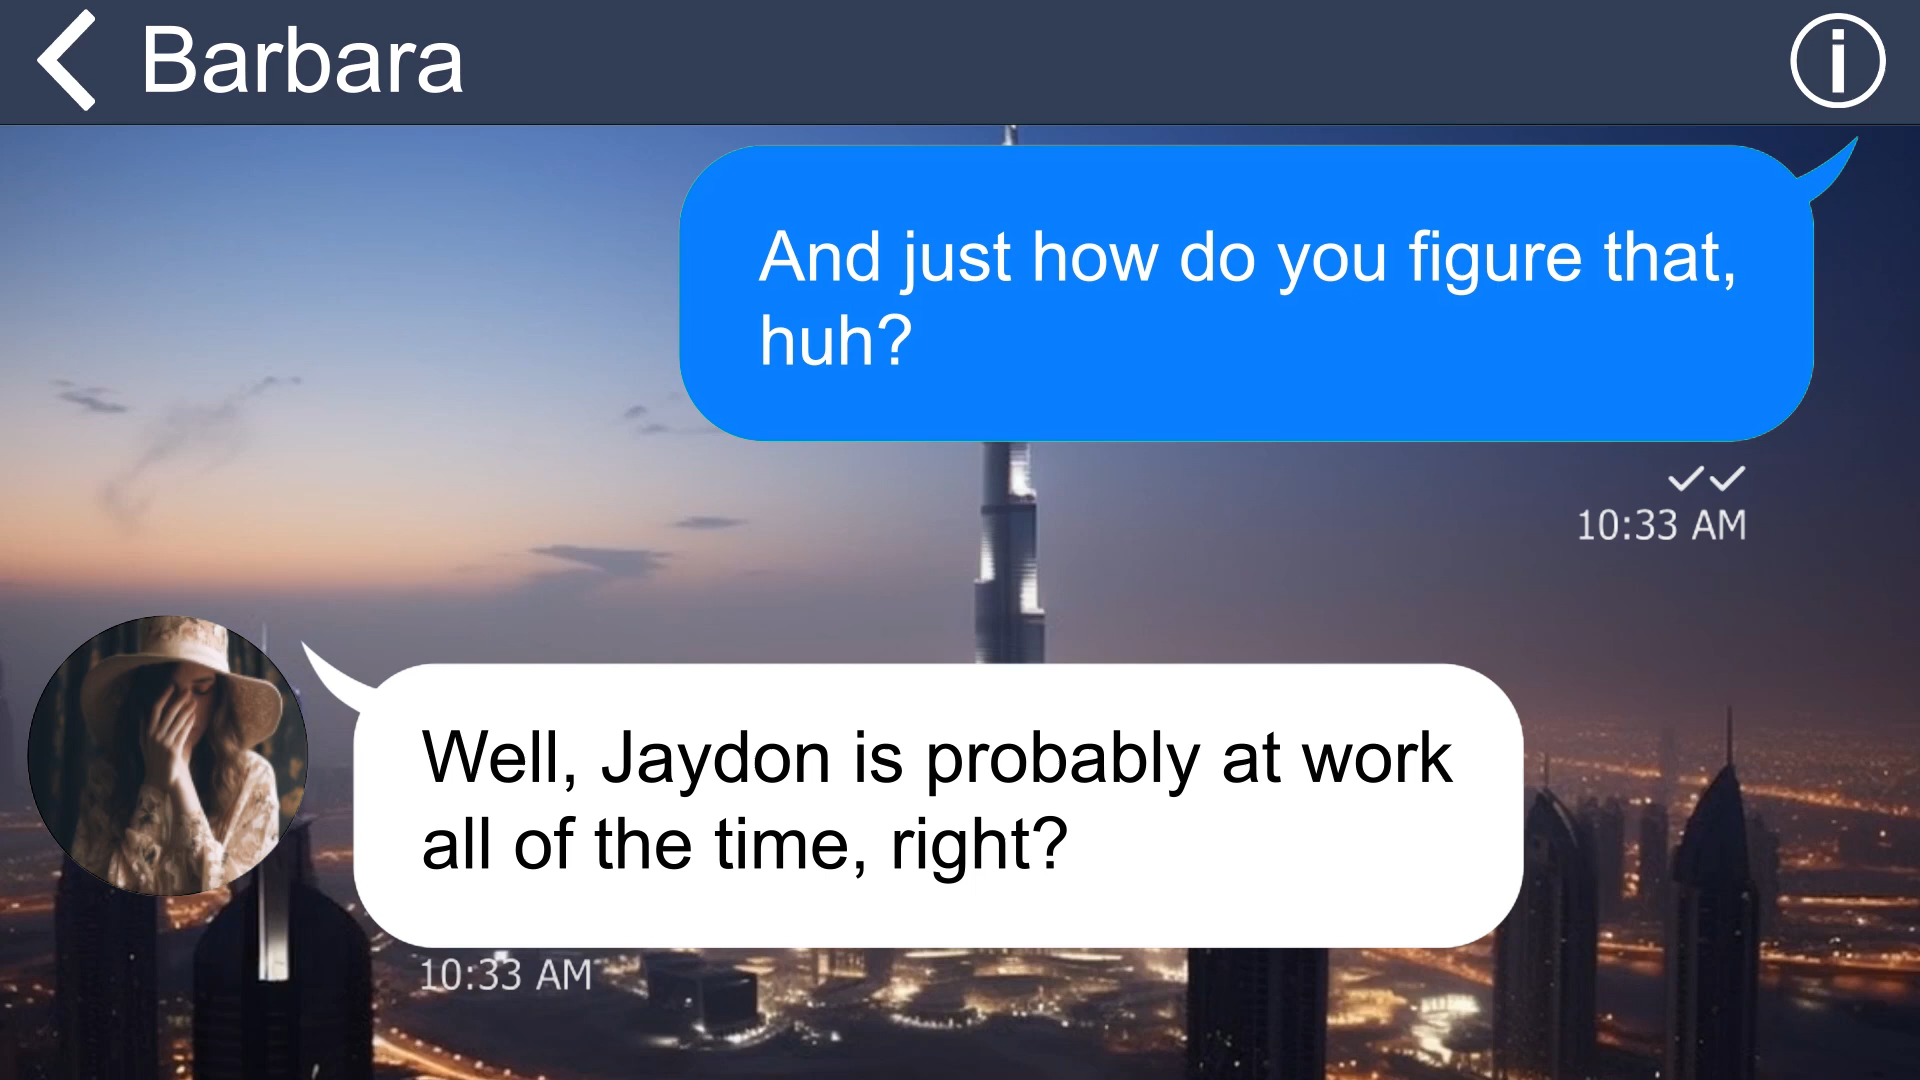 Barbara
And just how do you figure that,
huh?
10:33 AM
Well, Jaydon is probably at work
all of the time, right?
10:33 AM